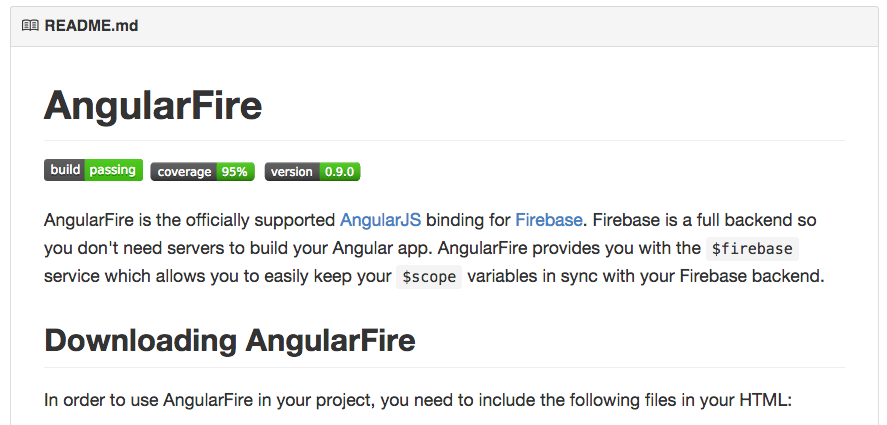 README.md
AngularFire
build passing coverage 95% version 0.9.0
AngularFire is the officially supported AngularJS binding for Firebase. Firebase is a full backend so
you don't need servers to build your Angular app. AngularFire provides you with the $firebase
service which allows you to easily keep your $scope variables in sync with your Firebase backend.
Downloading AngularFire
In order to use AngularFire in your project, you need to include the following files in your HTML: